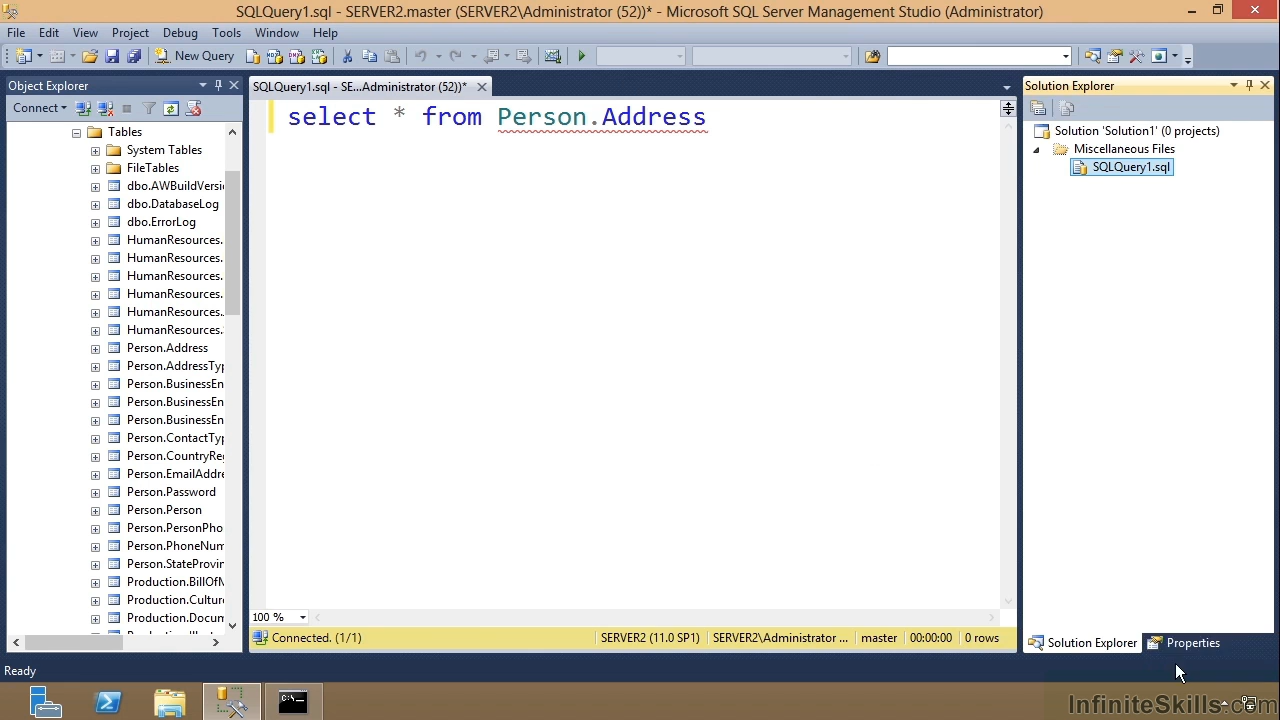 SQLQuery1.sql - SERVER2.master (SERVER2\Administrator (52))* - Microsoft SQL Server Management Studio (Administrator)
File Edit View Project Debug Tools Window Help
New Query
Object Explorer
Connect
Tables
System Tables
FileTables
dbo.AWBuildVersi
dbo.DatabaseLog
dbo.ErrorLog
HumanResources.
HumanResources.
HumanResources.
HumanResources.
HumanResources.
HumanResources.
Person.Address
Person.AddressTyp
Person.BusinessEn
Person.BusinessEn
Person.BusinessEn
Person.ContactTyp
Person.CountryReg
Person.EmailAddre
Person.Password
Person.Person
Person.PersonPho
Person.PhoneNum
Person.StateProvin
Production.BillOfM
Production.Culture
Production.Docum
SQLQuery1.sql - SE...Administrator (52))*
select * from Person.Address
100 %
Connected. (1/1) SERVER2 (11.0 SP1) SERVER2\Administrator ... master 00:00:00 0 rows
Solution Explorer
Solution 'Solution1' (0 projects)
Miscellaneous Files
SQLQuery1.sql
Solution Explorer Properties
Ready
InfiniteSkills.com